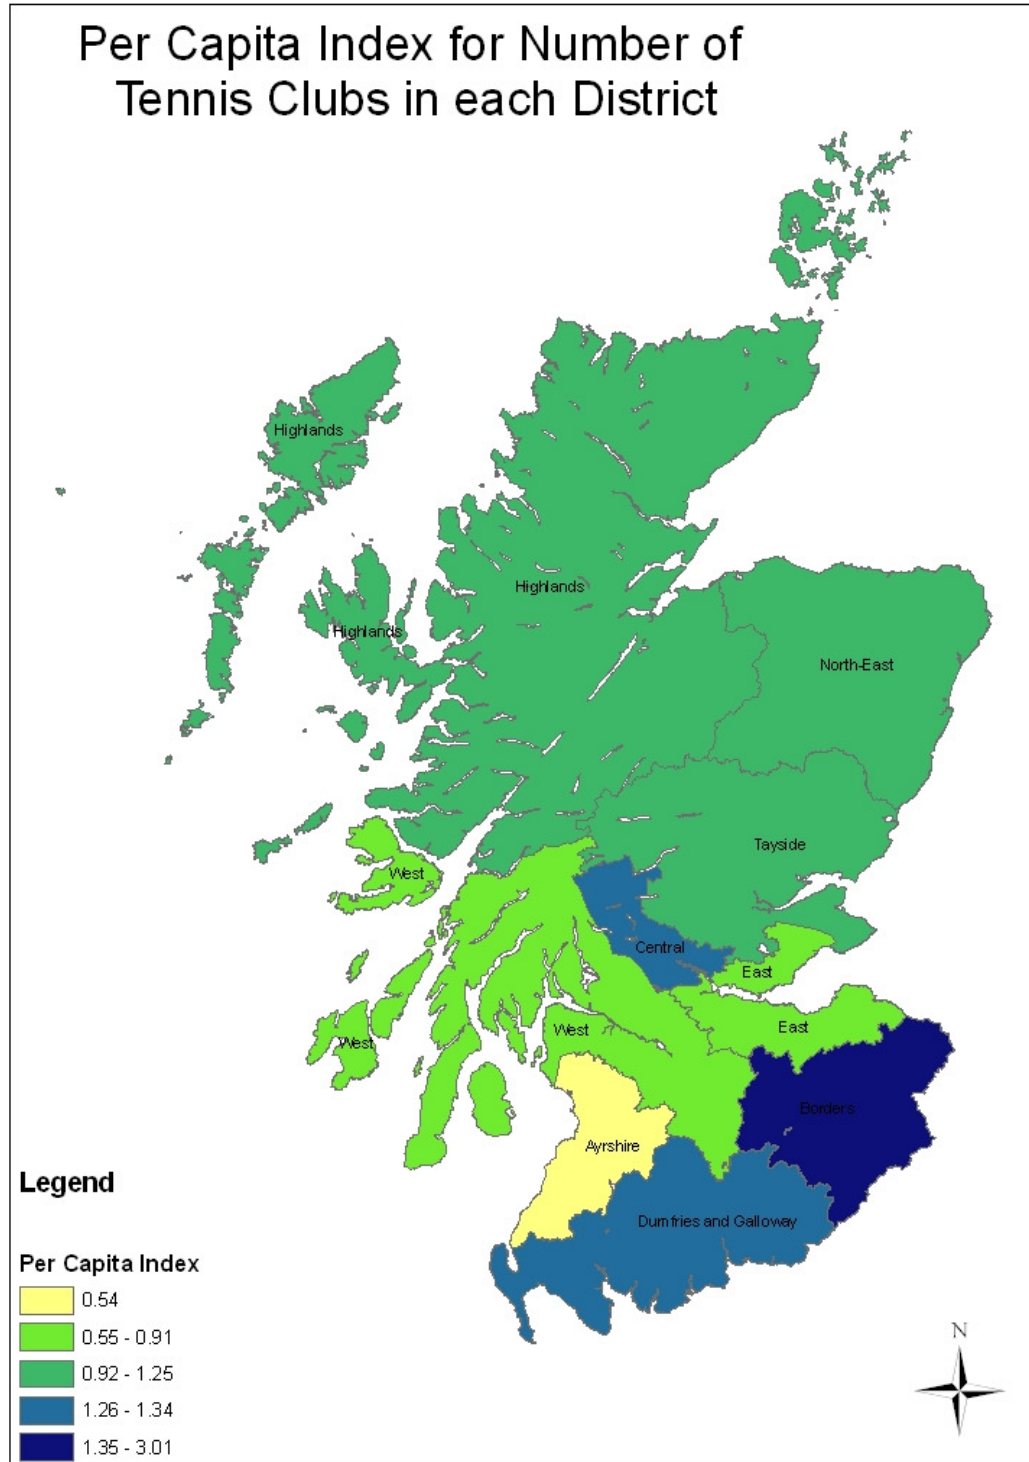 Per Capita Index for Number of
Tennis Clubs in each District
Highlands
Highlands
Highlands
North-East
Tayside
West
Central
East
East
West
West
Borders
Ayrshire
Dumfries and Galloway
Legend
Per Capita Index
0.54
0.55 - 0.91
0.92 - 1.25
1.26 - 1.34
1.35 - 3.01
N